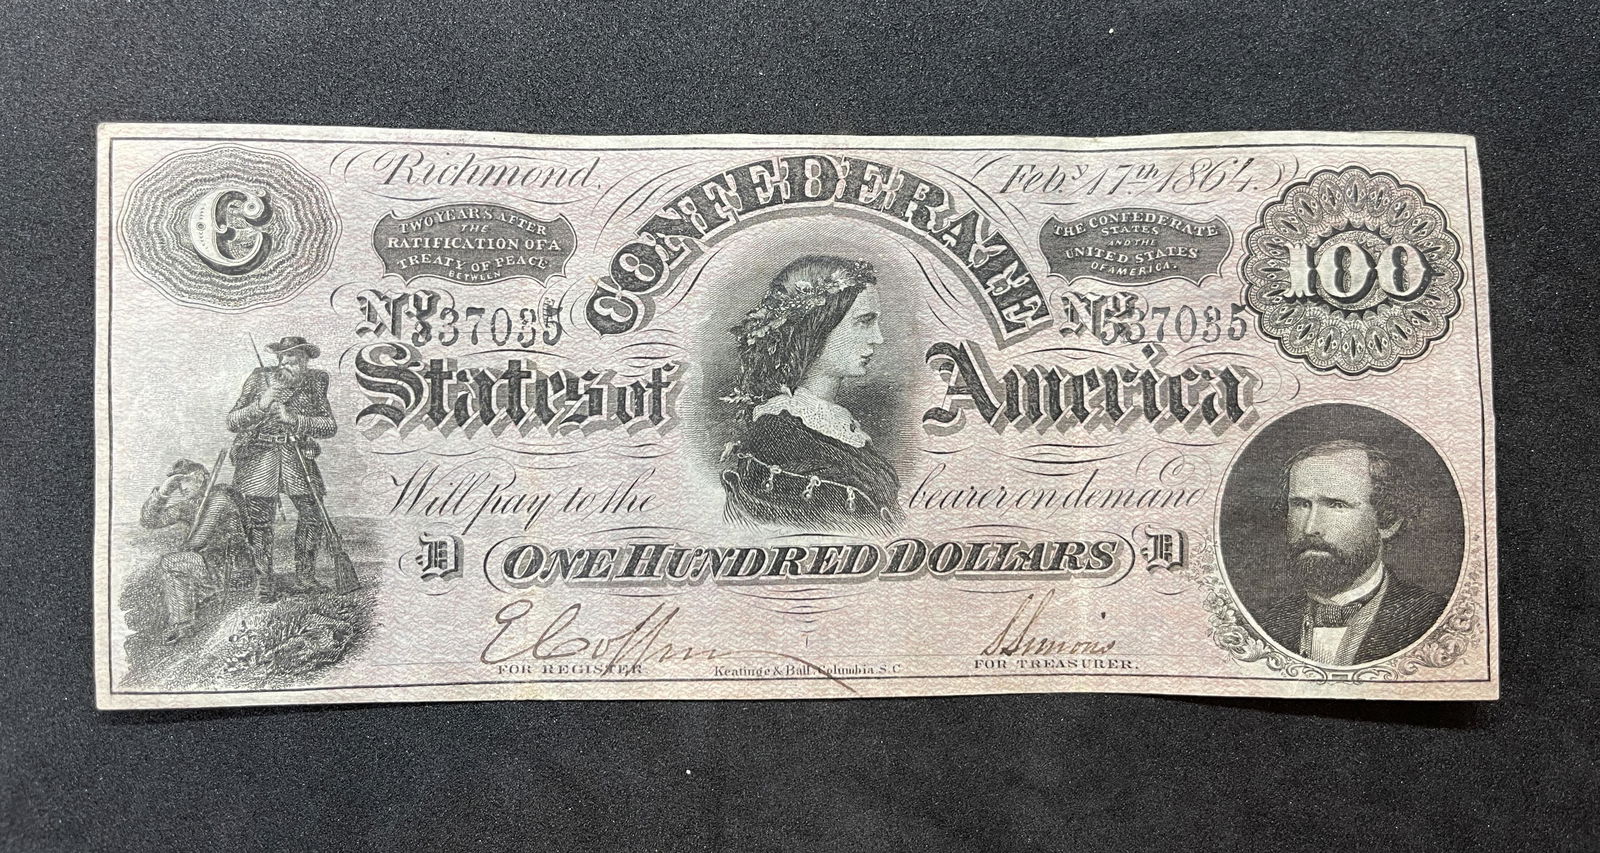 C
Richmond,
Feb.y 17th 1864.
TWO YEARS AFTER
THE
RATIFICATION OF A
TREATY OF PEACE
BETWEEN
THE CONFEDERATE
STATES
AND THE
UNITED STATES
OF AMERICA.
100
CONFEDERATE
No 37035
No 37035
States of America
Will pay to the bearer on demand
D ONE HUNDRED DOLLARS D
FOR REGISTER
Keatinge & Ball, Columbia S.C
FOR TREASURER.